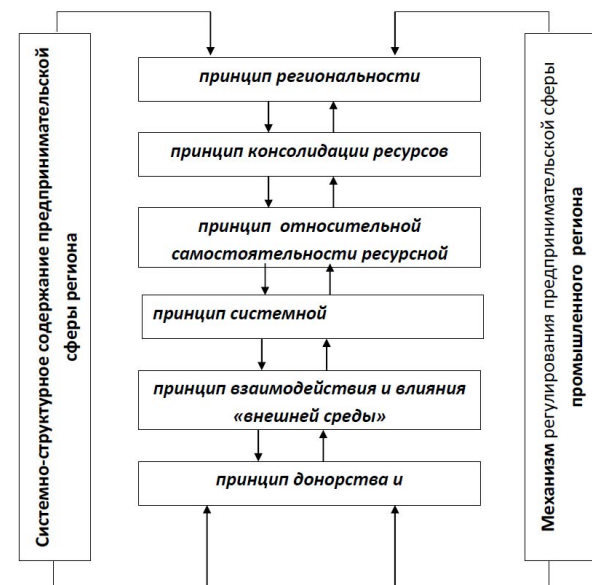 Системно-структурное содержание предпринимательской
сферы региона
принцип региональности
принцип консолидации ресурсов
принцип относительной
самостоятельности ресурсной
принцип системной
принцип взаимодействия и влияния
«внешней среды»
принцип донорства и
Механизм регулирования предпринимательской сферы
промышленного региона